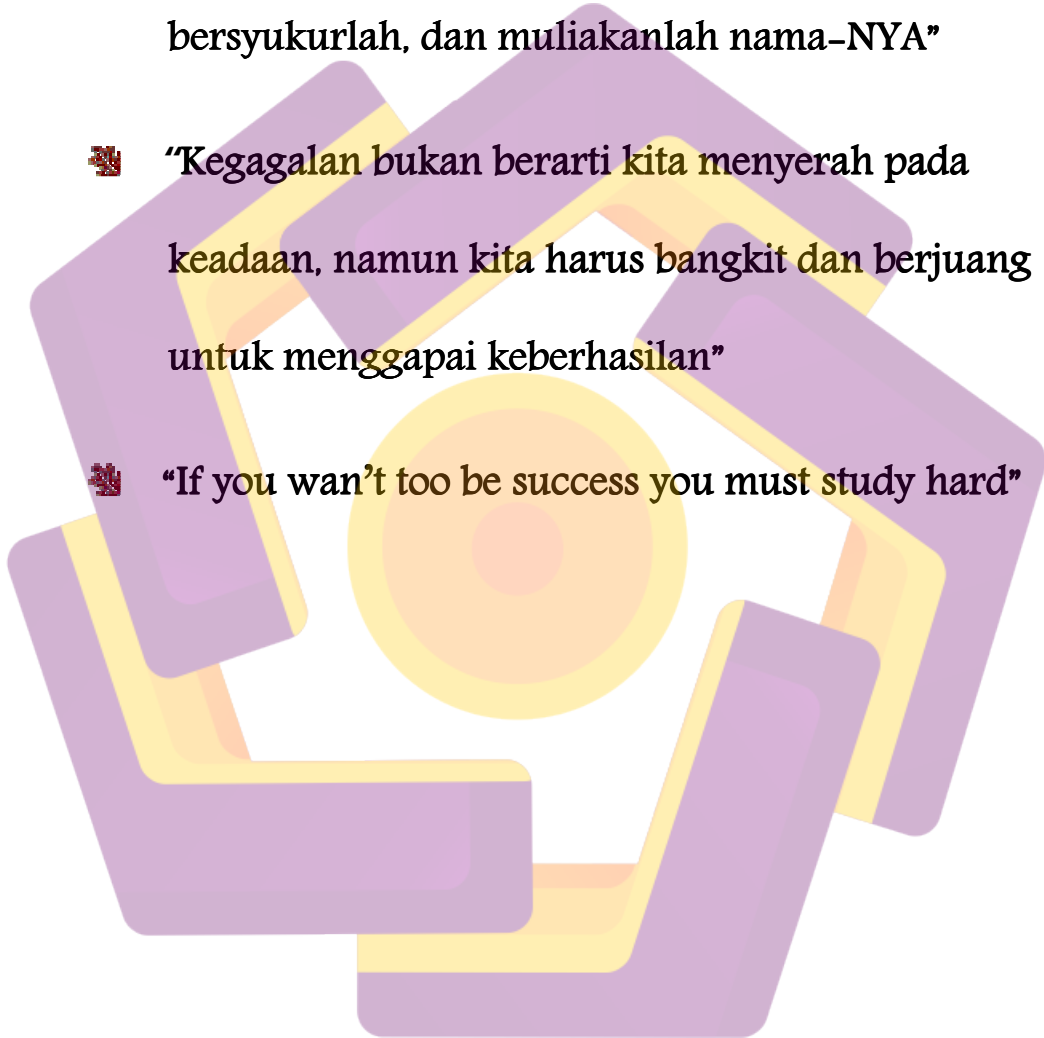 bersyukurlah, dan muliakanlah nama-NYA”
“Kegagalan bukan berarti kita menyerah pada
keadaan, namun kita harus bangkit dan berjuang
untuk menggapai keberhasilan”
“If you wan’t too be success you must study hard”